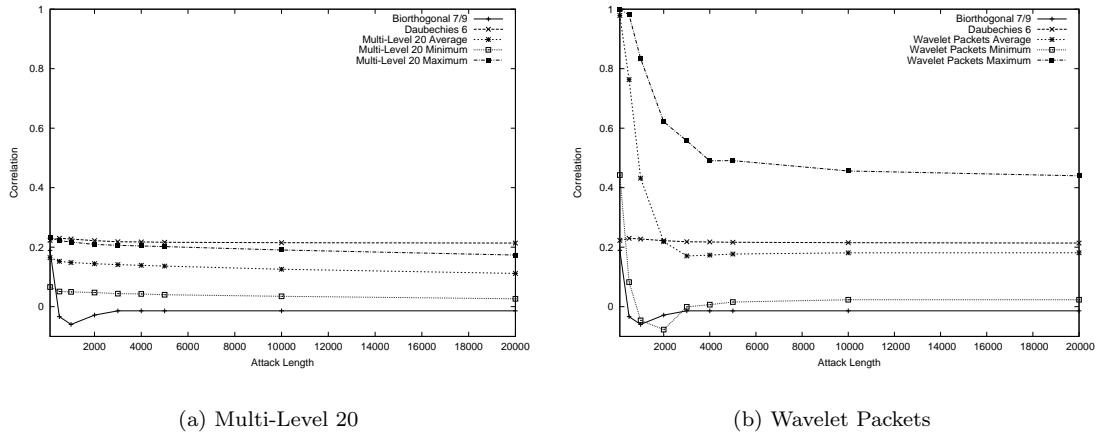 Biorthogonal 7/9
Daubechies 6
Multi-Level 20 Average
Multi-Level 20 Minimum
Multi-Level 20 Maximum
1
0.8
0.6
0.4
0.2
0
Correlation
2000 4000 6000 8000 10000 12000 14000 16000 18000 20000
Attack Length
(a) Multi-Level 20
Biorthogonal 7/9
Daubechies 6
Wavelet Packets Average
Wavelet Packets Minimum
Wavelet Packets Maximum
1
0.8
0.6
0.4
0.2
0
Correlation
2000 4000 6000 8000 10000 12000 14000 16000 18000 20000
Attack Length
(b) Wavelet Packets